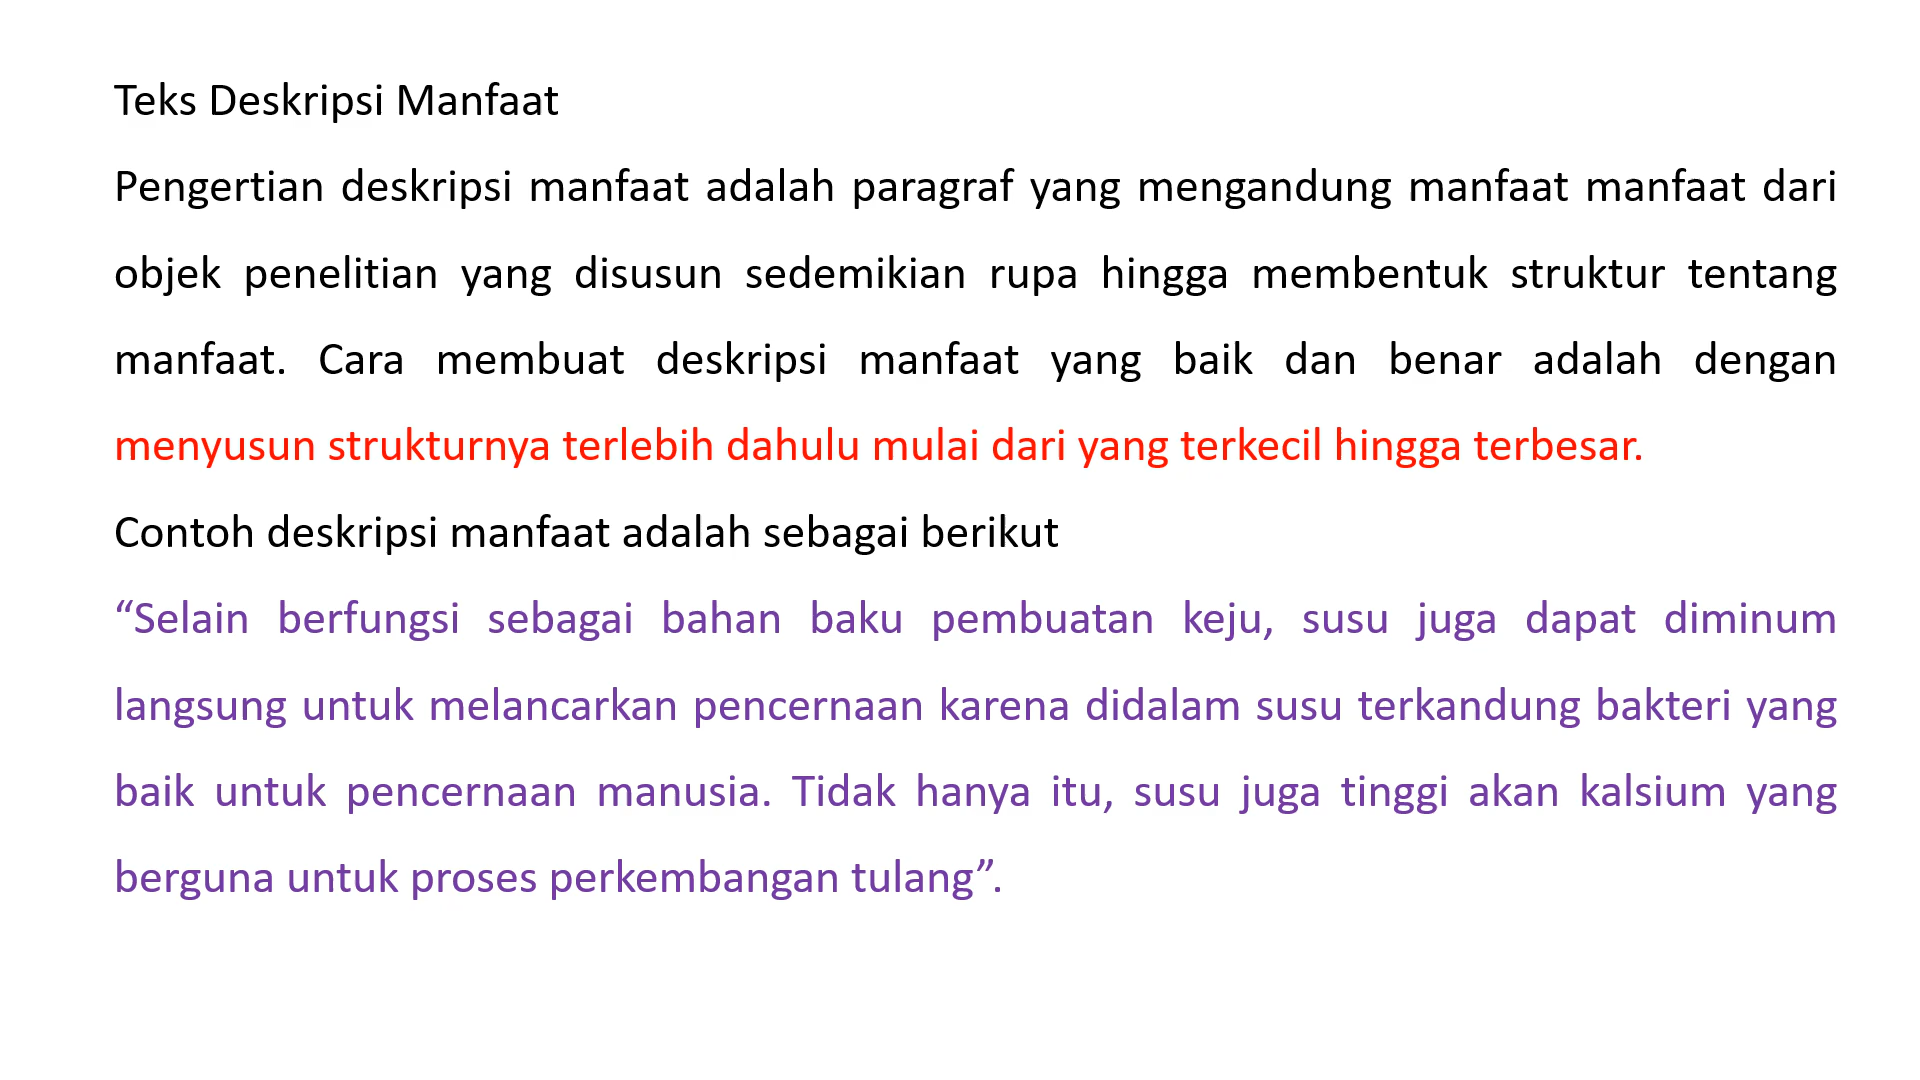 Teks Deskripsi Manfaat
Pengertian deskripsi manfaat adalah paragraf yang mengandung manfaat manfaat dari
objek penelitian yang disusun sedemikian rupa hingga membentuk struktur tentang
manfaat. Cara membuat deskripsi manfaat yang baik dan benar adalah dengan
menyusun strukturnya terlebih dahulu mulai dari yang terkecil hingga terbesar.
Contoh deskripsi manfaat adalah sebagai berikut
“Selain berfungsi sebagai bahan baku pembuatan keju, susu juga dapat diminum
langsung untuk melancarkan pencernaan karena didalam susu terkandung bakteri yang
baik untuk pencernaan manusia. Tidak hanya itu, susu juga tinggi akan kalsium yang
berguna untuk proses perkembangan tulang”.